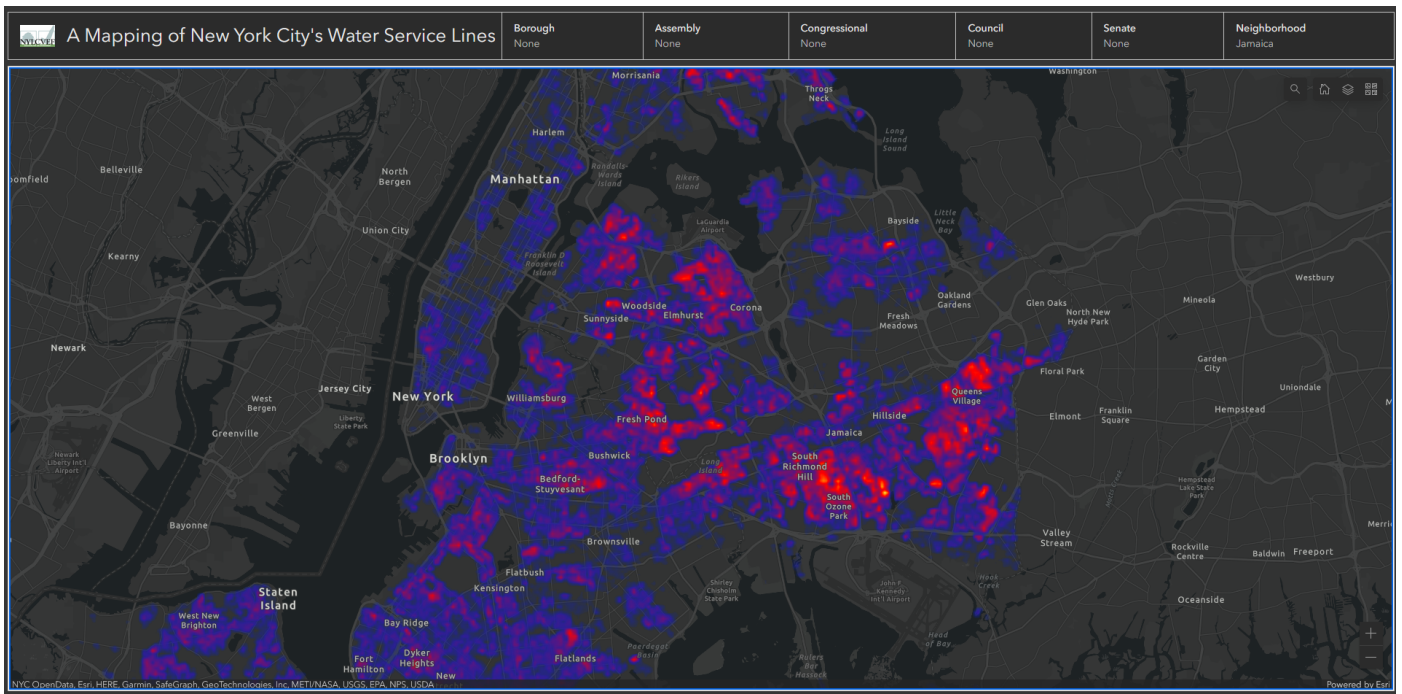 NYLCVEF
A Mapping of New York City's Water Service Lines
Borough
None
Assembly
None
Congressional
None
Council
None
Senate
None
Neighborhood
Jamaica
Morrisania
Washington
Throgs
Neck
Harlem
Long
Island
Sound
Belleville
North
Bergen
Randalls-
Wards
Island
Rikers
Island
Manhattan
Bayside
Little
Neck
Bay
LaGuardia
Airport
Union City
Kearny
Franklin D
Roosevelt
Island
Westbury
Woodside
Sunnyside
Elmhurst
Corona
Oakland
Gardens
Glen Oaks
North New
Hyde Park
Mineola
Fresh
Meadows
Newark
Garden
City
Floral Park
Jersey City
New York
West
Bergen
Williamsburg
Queens
Village
Uniondale
Liberty
State Park
Greenville
Fresh Pond
Hillside
Elmont
Franklin
Square
Hempstead
Jamaica
Newark
Liberty Int'l
Airport
Brooklyn
Bushwick
Long
Island
South
Richmond
Hill
Bedford-
Stuyvesant
South
Ozone
Park
Hempstead
Lake State
Park
Bayonne
Valley
Stream
Merri
Brownsville
Rockville
Centre
Baldwin
Freeport
Flatbush
Kensington
Shirley
Chisholm
State Park
John F
Kennedy
Int'l Airport
Hook
Creek
Staten
Island
Oceanside
West New
Brighton
Bay Ridge
Head
of Bay
Fort
Hamilton
Dyker
Heights
New
Flatlands
Paerdegat
Basin
Rulers
Bar
Hassock
NYC OpenData, Esri, HERE, Garmin, SafeGraph, GeoTechnologies, Inc, METI/NASA, USGS, EPA, NPS, USDA
Powered by Esri